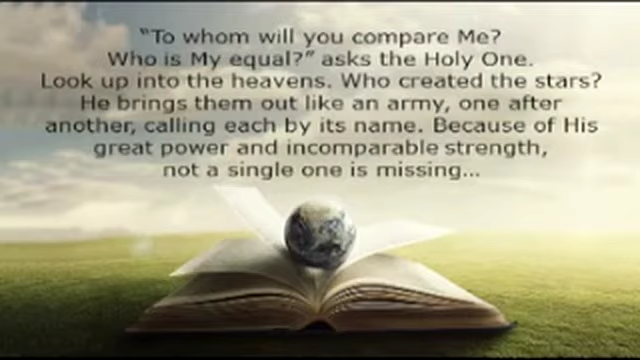 “To whom will you compare Me?
Who is My equal?” asks the Holy One.
Look up into the heavens. Who created the stars?
He brings them out like an army, one after
another, calling each by its name. Because of His
great power and incomparable strength,
not a single one is missing...